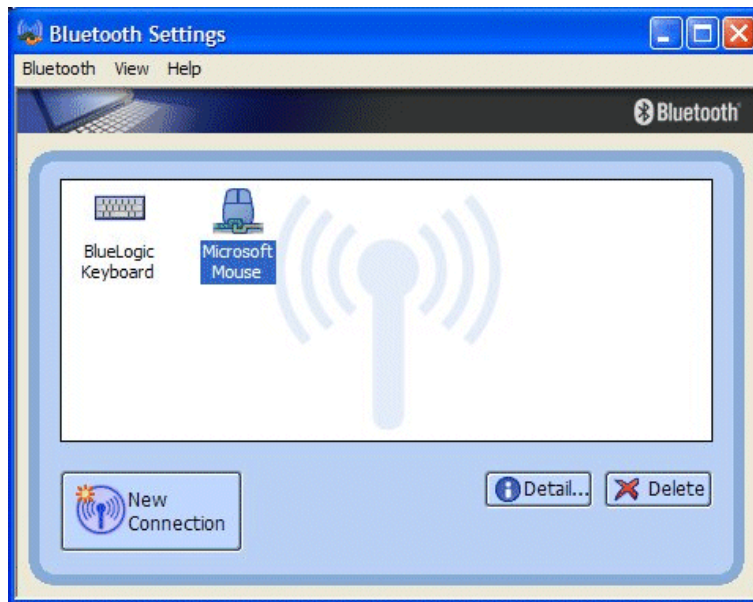 Bluetooth Settings
Bluetooth View Help
Bluetooth
BlueLogic
Keyboard
Microsoft
Mouse
New
Connection
Detail...
Delete